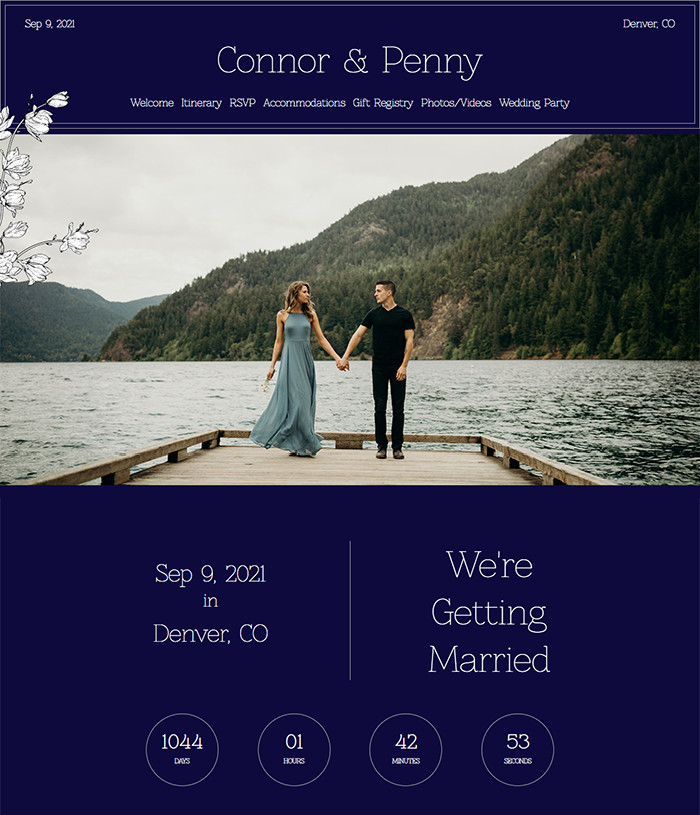 Sep 9, 2021
Denver, CO
Connor & Penny
Welcome Itinerary RSVP Accommodations Gift Registry Photos/Videos Wedding Party
Sep 9, 2021
in
Denver, CO
We're
Getting
Married
1044
DAYS
01
HOURS
42
MINUTES
53
SECONDS